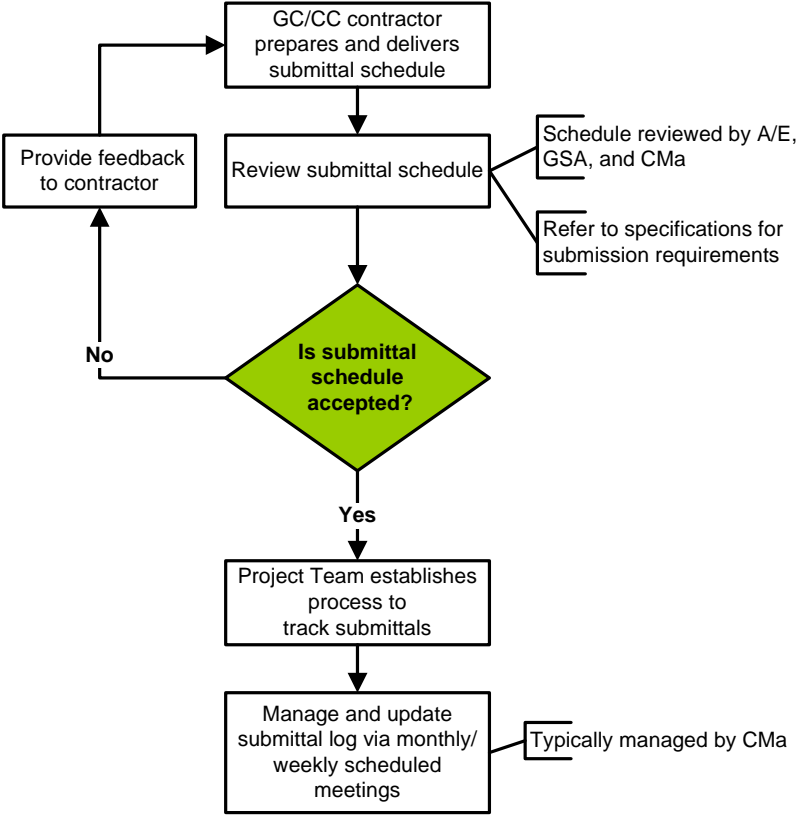 GC/CC contractor
prepares and delivers
submittal schedule
Provide feedback
to contractor
Review submittal schedule
Schedule reviewed by A/E,
GSA, and CMa
Refer to specifications for
submission requirements
Is submittal
schedule
accepted?
No
Yes
Project Team establishes
process to
track submittals
Manage and update
submittal log via monthly/
weekly scheduled
meetings
Typically managed by CMa